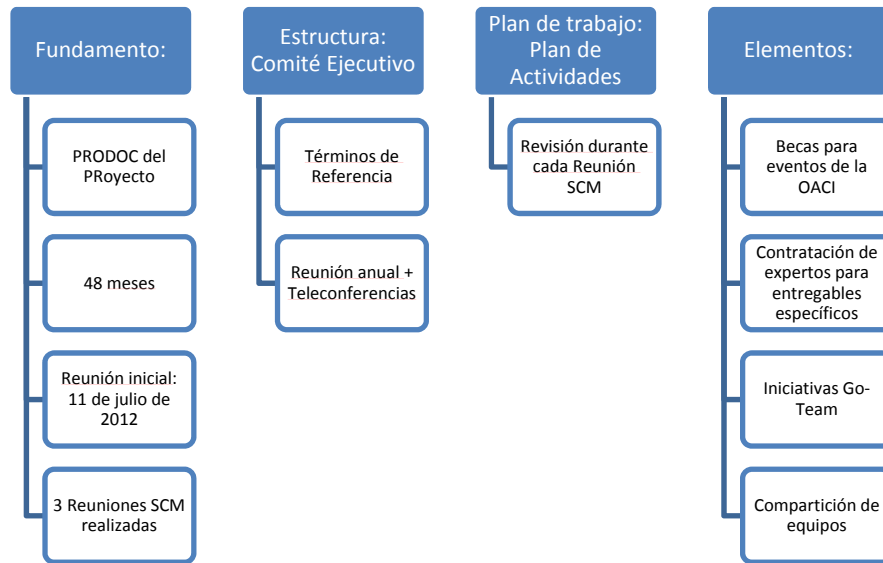 Fundamento:
PRODOC del
PRoyecto
48 meses
Reunión inicial:
11 de julio de
2012
3 Reuniones SCM
realizadas
Estructura:
Comité Ejecutivo
Términos de
Referencia
Reunión anual +
Teleconferencias
Plan de trabajo:
Plan de
Actividades
Revisión durante
cada Reunión
SCM
Elementos:
Becas para
eventos de la
OACI
Contratación de
expertos para
entregables
específicos
Iniciativas Go-
Team
Compartición de
equipos